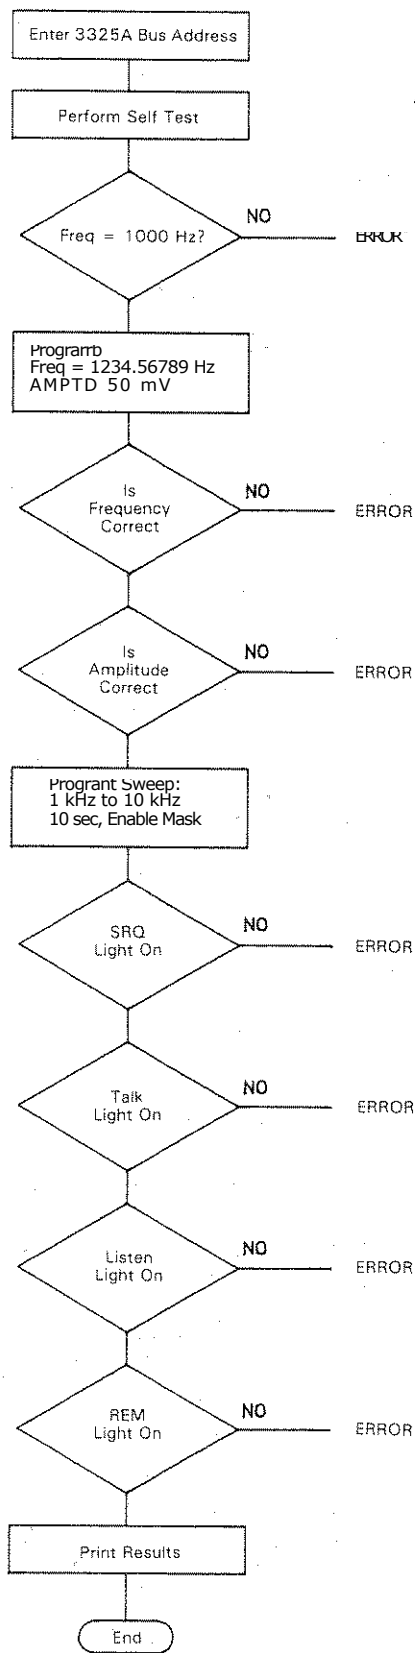 Enter 3325A Bus Address
Perform Self Test
Freq = 1000 Hz?
NO
ERROR
Prograrrb
Freq = 1234.56789 Hz
AMPTD 50 mV
Is
Frequency
Correct
NO
ERROR
Is
Amplitude
Correct
NO
ERROR
Progrant Sweep:
1 kHz to 10 kHz
10 sec, Enable Mask
SRQ
Light On
NO
ERROR
Talk
Light On
NO
ERROR
Listen
Light On
NO
ERROR
REM
Light On
NO
ERROR
Print Results
End